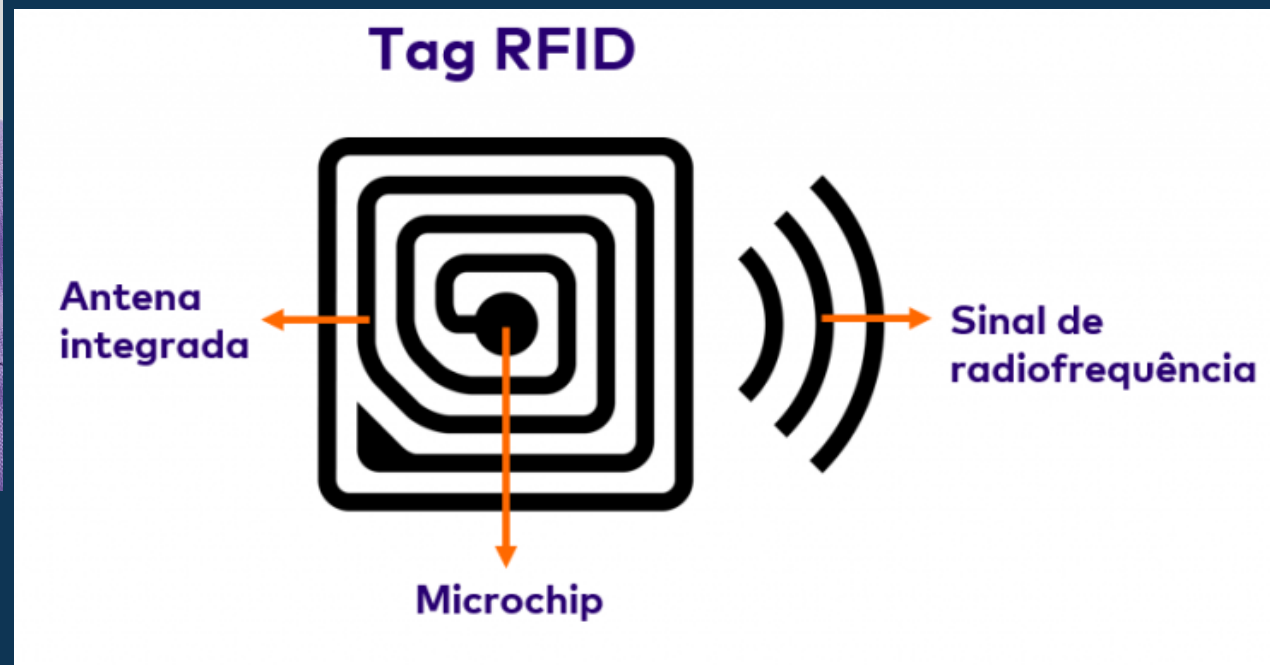 Tag RFID
Antena
integrada
Sinal de
radiofrequência
Microchip